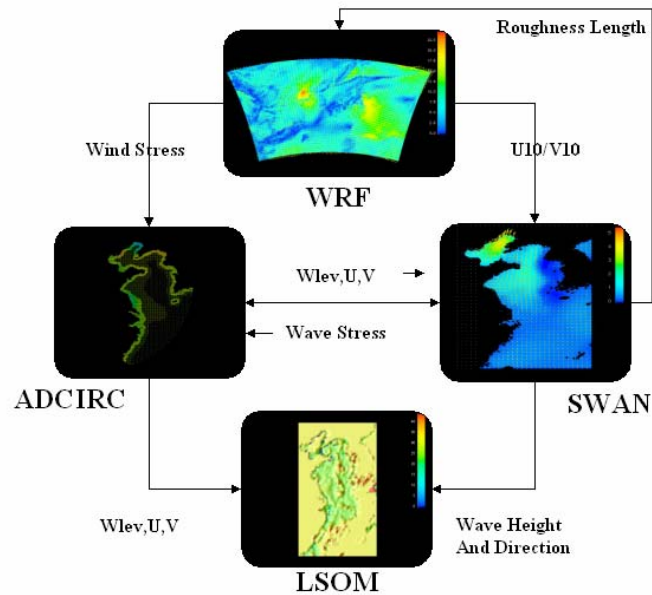 Roughness Length
Wind Stress
U10/V10
WRF
Wlev,U,V
Wave Stress
ADCIRC
SWAN
Wlev,U,V
Wave Height
And Direction
LSOM